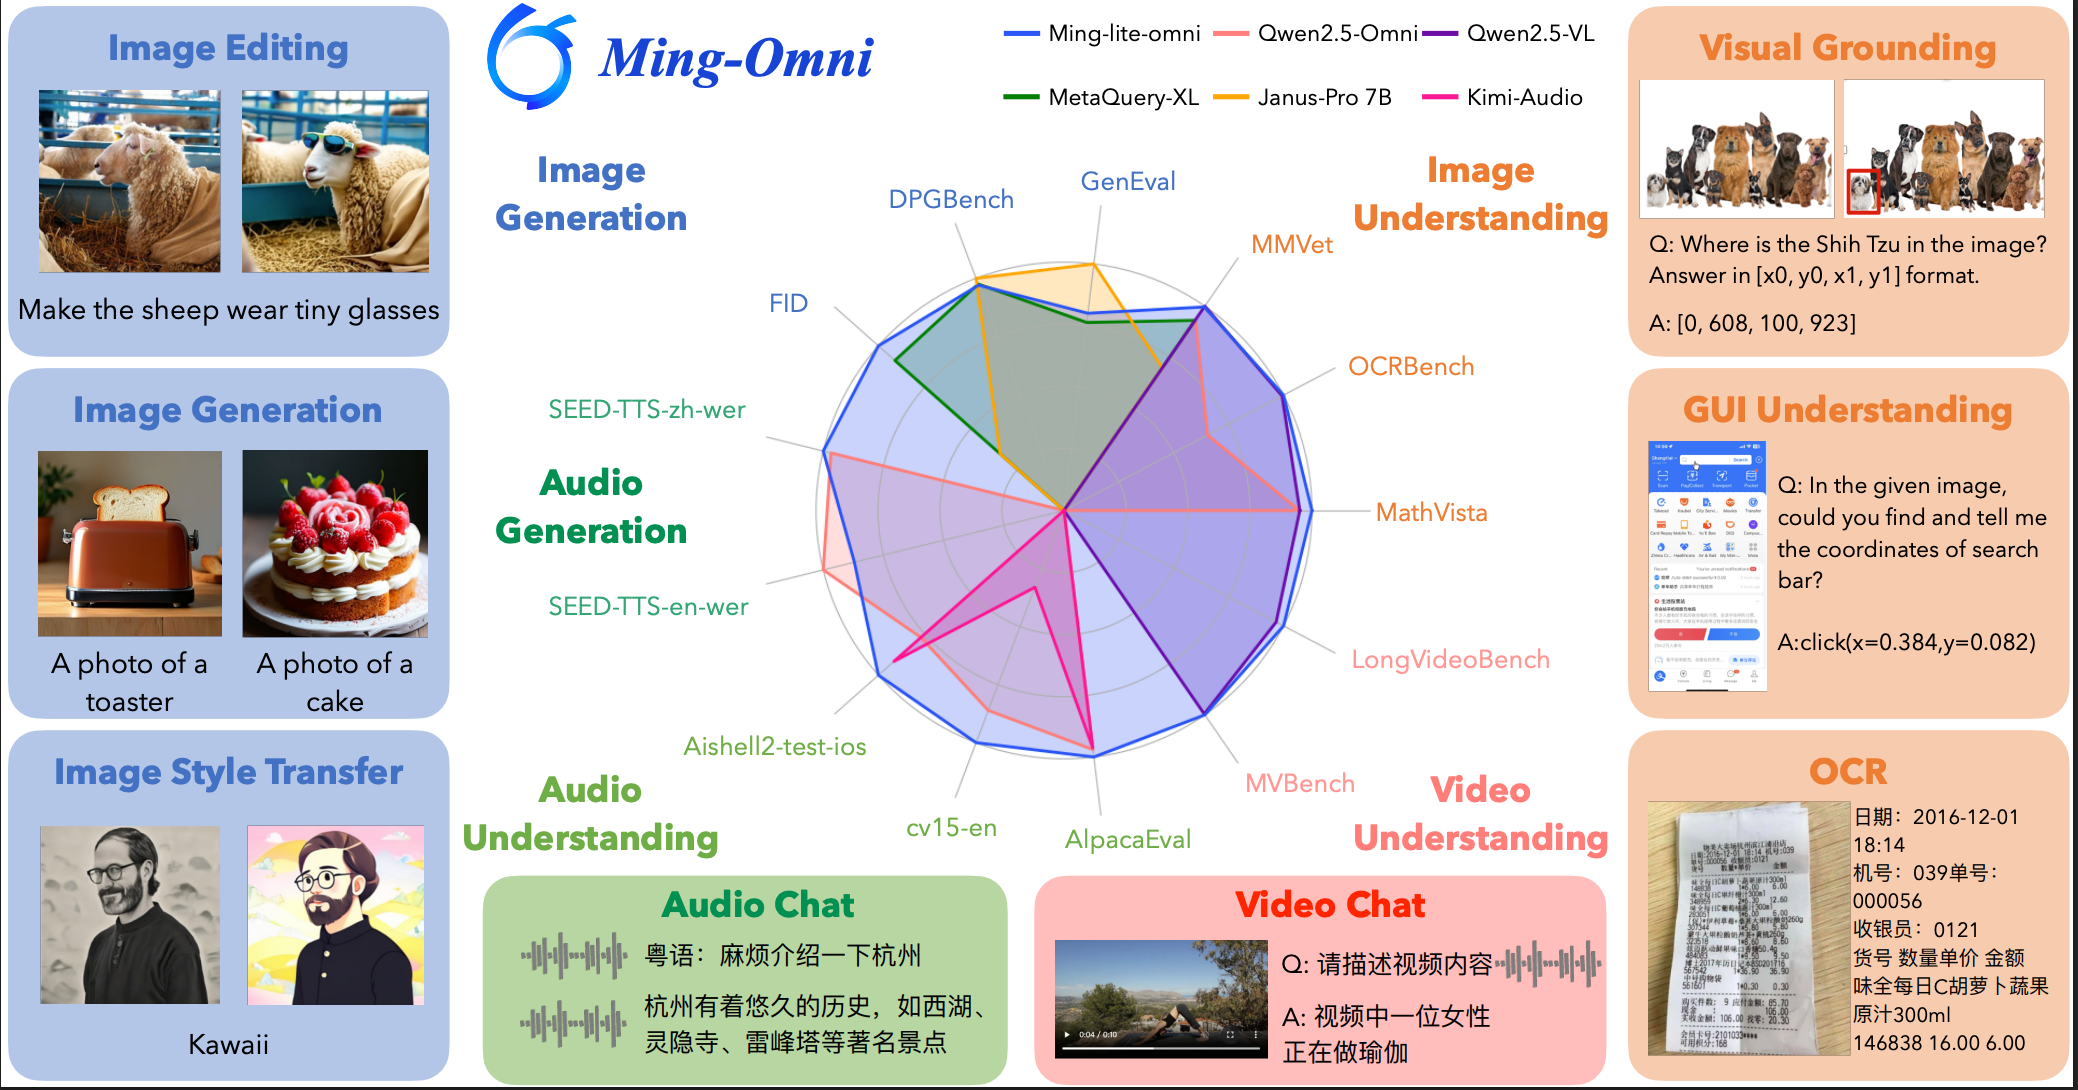 Image Editing
Make the sheep wear tiny glasses
Image Generation
A photo of a
toaster
A photo of a
cake
Image Style Transfer
Kawaii
Ming-Omni
Ming-lite-omni
Qwen2.5-Omni
Qwen2.5-VL
MetaQuery-XL
Janus-Pro 7B
Kimi-Audio
Image
Generation
Image
Understanding
DPGBench
GenEval
MMVet
FID
OCRBench
SEED-TTS-zh-wer
Audio
Generation
MathVista
SEED-TTS-en-wer
LongVideoBench
Aishell2-test-ios
MVBench
Audio
Understanding
cv15-en
AlpacaEval
Video
Understanding
Audio Chat
粤语：麻烦介绍一下杭州
杭州有着悠久的历史，如西湖、
灵隐寺、雷峰塔等著名景点
Video Chat
0:04 / 0:10
Q: 请描述视频内容
A: 视频中一位女性
正在做瑜伽
Visual Grounding
Q: Where is the Shih Tzu in the image?
Answer in [x0, y0, x1, y1] format.
A: [0, 608, 100, 923]
GUI Understanding
Search
Q: In the given image,
could you find and tell me
the coordinates of search
bar?
A:click(x=0.384,y=0.082)
OCR
日期：2016-12-01
18:14
机号：039单号：
000056
收银员：0121
货号 数量单价 金额
味全每日C胡萝卜蔬果
原汁300ml
146838 16.00 6.00